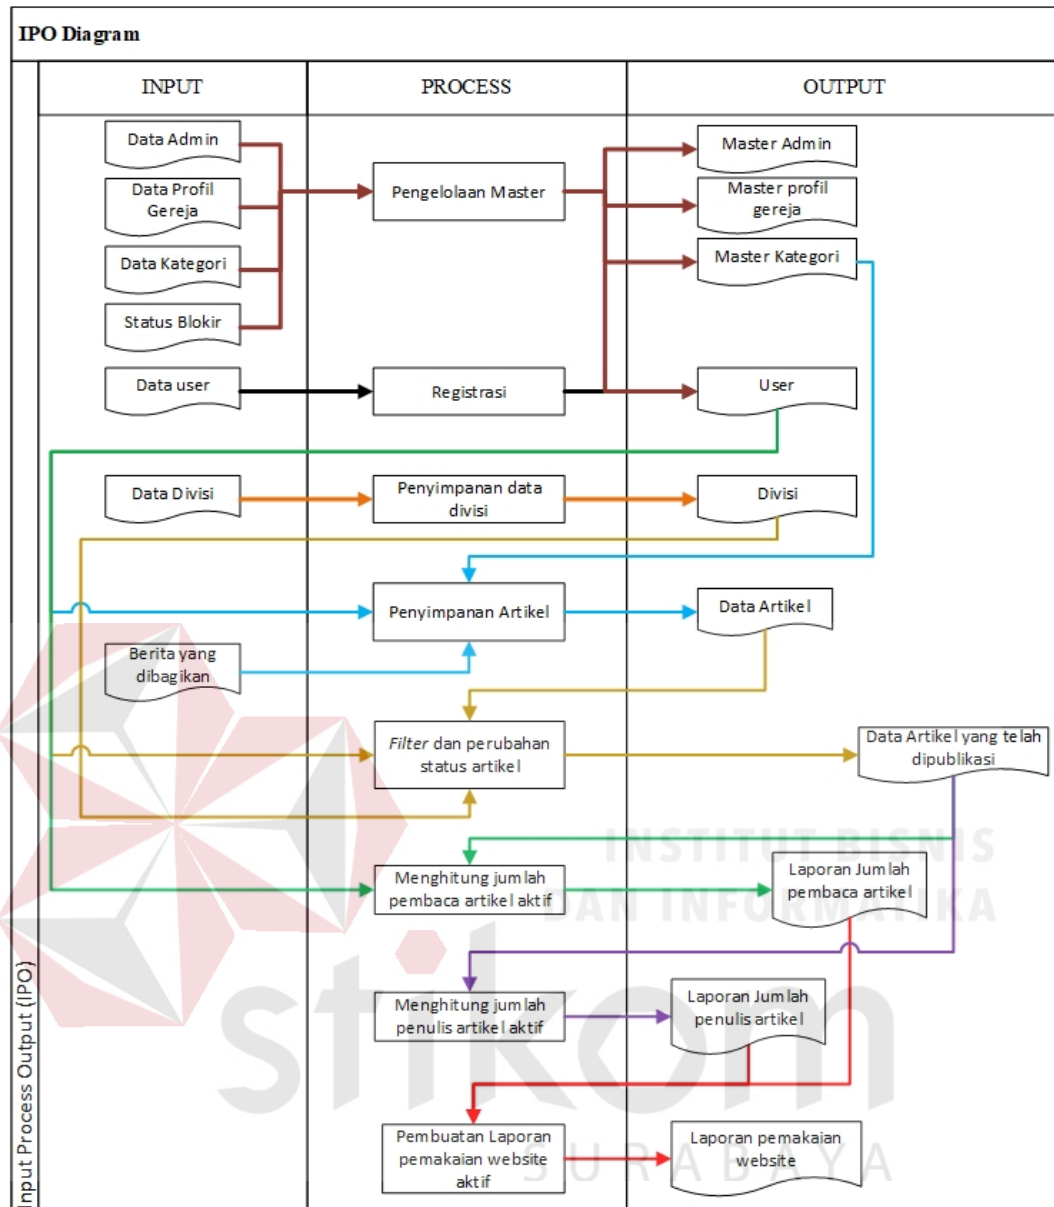 IPO Diagram
INPUT
PROCESS
OUTPUT
Data Admin
Data Profil
Gereja
Data Kategori
Status Blokir
Pengelolaan Master
Master Admin
Master profil
gereja
Master Kategori
Data user
Registrasi
User
Data Divisi
Penyimpanan data
divisi
Divisi
Penyimpanan Artikel
Data Artikel
Berita yang
dibagikan
Filter dan perubahan
status artikel
Data Artikel yang telah
dipublikasi
Menghitung jumlah
pembaca artikel aktif
Laporan Jumlah
pembaca artikel
Menghitung jumlah
penulis artikel aktif
Laporan Jumlah
penulis artikel
Pembuatan Laporan
pemakaian website
aktif
Laporan pemakaian
website
Input Process Output (IPO)
INSTITUT BISNIS
DAN INFORMATIKA
stikom
SURABAYA